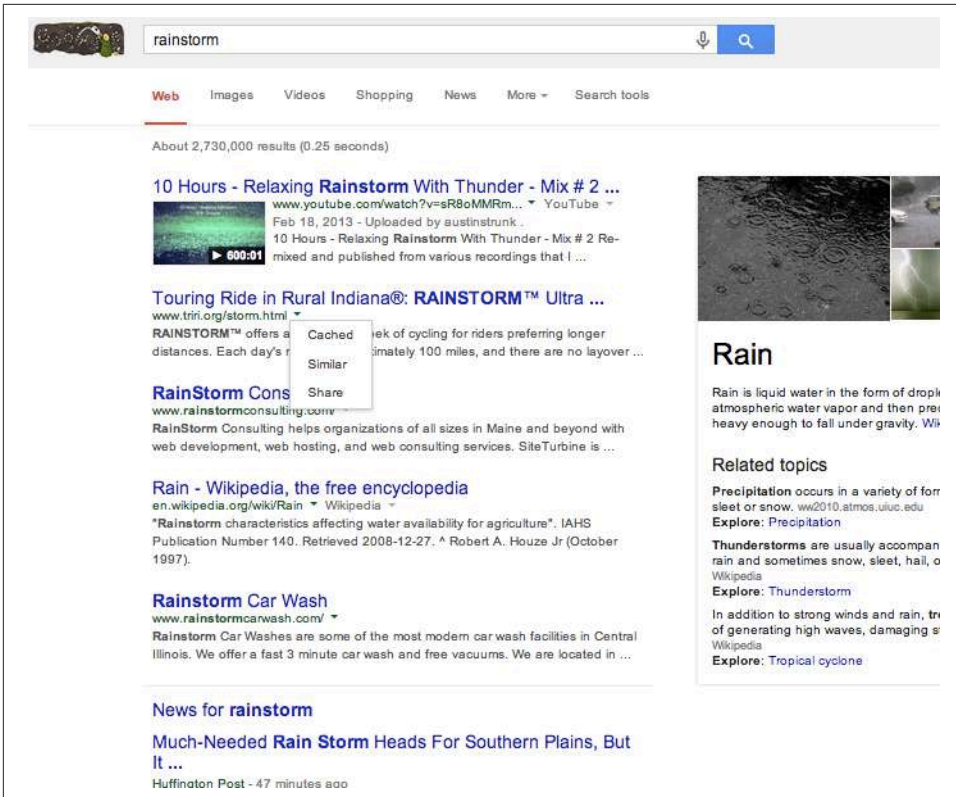 rainstorm
Web Images Videos Shopping News More Search tools
About 2,730,000 results (0.25 seconds)
10 Hours - Relaxing Rainstorm With Thunder - Mix # 2 ...
www.youtube.com/watch?v=sR8oMMRm... YouTube
Feb 18, 2013 - Uploaded by austinstrunk .
10 Hours - Relaxing Rainstorm With Thunder - Mix # 2 Re-
600:01
mixed and published from various recordings that I ...
Touring Ride in Rural Indiana®: RAINSTORM™ Ultra ...
www.triri.org/storm.html
RAINSTORM™ offers a ek of cycling for riders preferring longer
distances. Each day's r imately 100 miles, and there are no layover ...
Cached
Similar
Share
RainStorm Cons
www.rainstormconsulting.com/
RainStorm Consulting helps organizations of all sizes in Maine and beyond with
web development, web hosting, and web consulting services. SiteTurbine is ...
Rain - Wikipedia, the free encyclopedia
en.wikipedia.org/wiki/Rain Wikipedia
"Rainstorm characteristics affecting water availability for agriculture". IAHS
Publication Number 140. Retrieved 2008-12-27. ^ Robert A. Houze Jr (October
1997).
Rainstorm Car Wash
www.rainstormcarwash.com/
Rainstorm Car Washes are some of the most modern car wash facilities in Central
Illinois. We offer a fast 3 minute car wash and free vacuums. We are located in ...
News for rainstorm
Much-Needed Rain Storm Heads For Southern Plains, But
It ...
Huffington Post - 47 minutes ago
Rain
Rain is liquid water in the form of drople
atmospheric water vapor and then prec
heavy enough to fall under gravity. Wik
Related topics
Precipitation occurs in a variety of forr
sleet or snow. ww2010.atmos.uiuc.edu
Explore: Precipitation
Thunderstorms are usually accompan
rain and sometimes snow, sleet, hail, o
Wikipedia
Explore: Thunderstorm
In addition to strong winds and rain, tr
of generating high waves, damaging s
Wikipedia
Explore: Tropical cyclone